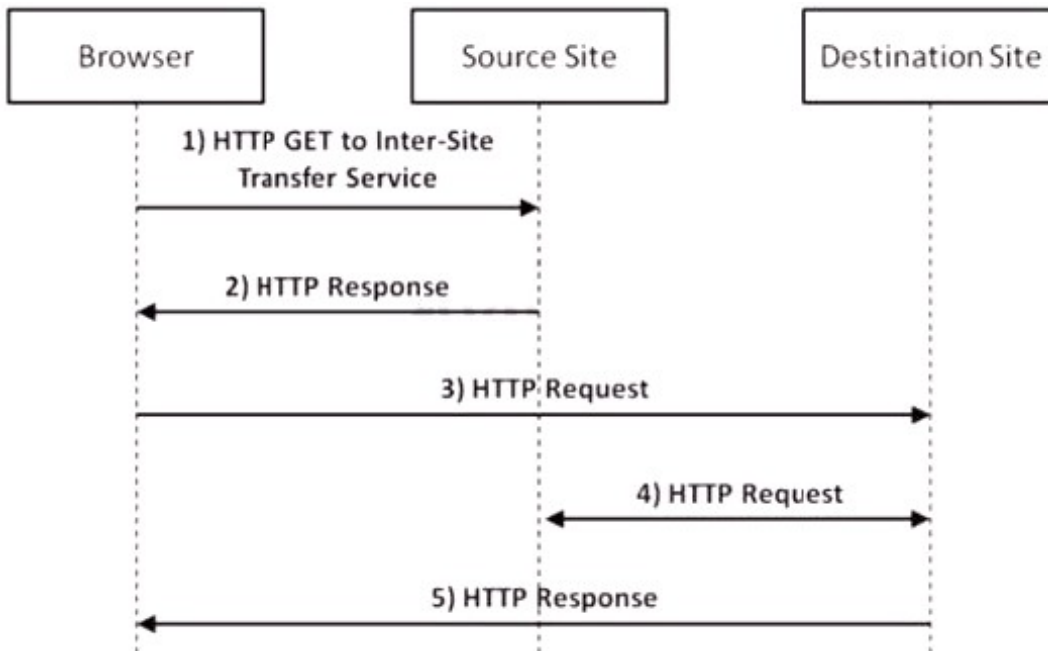 Browser
Source Site
Destination Site
1) HTTP GET to Inter-Site
Transfer Service
2) HTTP Response
3) HTTP Request
4) HTTP Request
5) HTTP Response